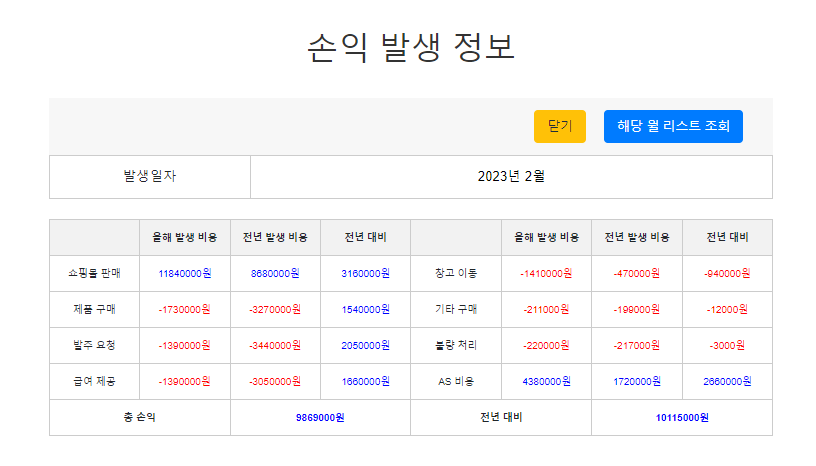 손익 발생 정보
닫기 해당 월 리스트 조회
발생일자 2023년 2월
올해 발생 비용 전년 발생 비용 전년 대비 올해 발생 비용 전년 발생 비용 전년 대비
쇼핑몰 판매 11840000원 8680000원 3160000원 창고 이동 -1410000원 -470000원 -940000원
제품 구매 -1730000원 -3270000원 1540000원 기타 구매 -211000원 -199000원 -12000원
발주 요청 -1390000원 -3440000원 2050000원 불량 처리 -220000원 -217000원 -3000원
급여 제공 -1390000원 -3050000원 1660000원 AS 비용 4380000원 1720000원 2660000원
총 손익 9869000원 전년 대비 10115000원